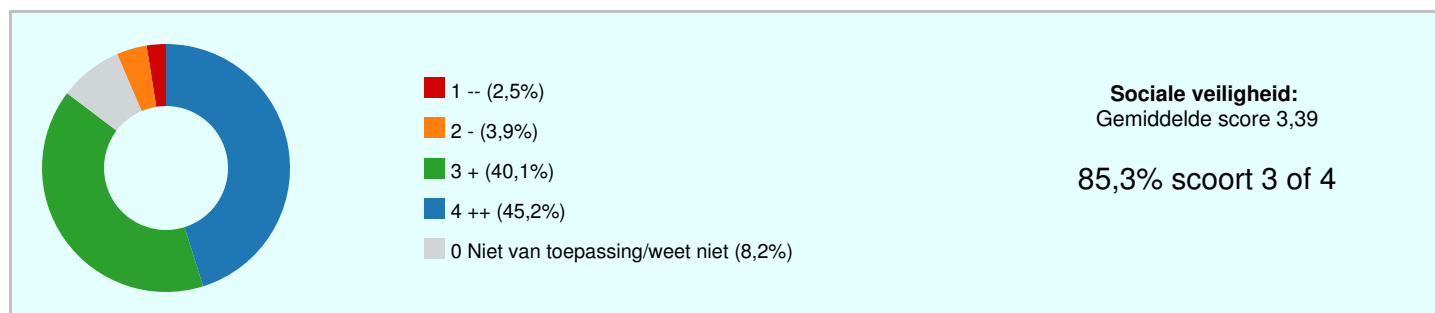 1 -- (2,5%)
2 - (3,9%)
3 + (40,1%)
4 ++ (45,2%)
0 Niet van toepassing/weet niet (8,2%)
Sociale veiligheid:
Gemiddelde score 3,39
85,3% scoort 3 of 4